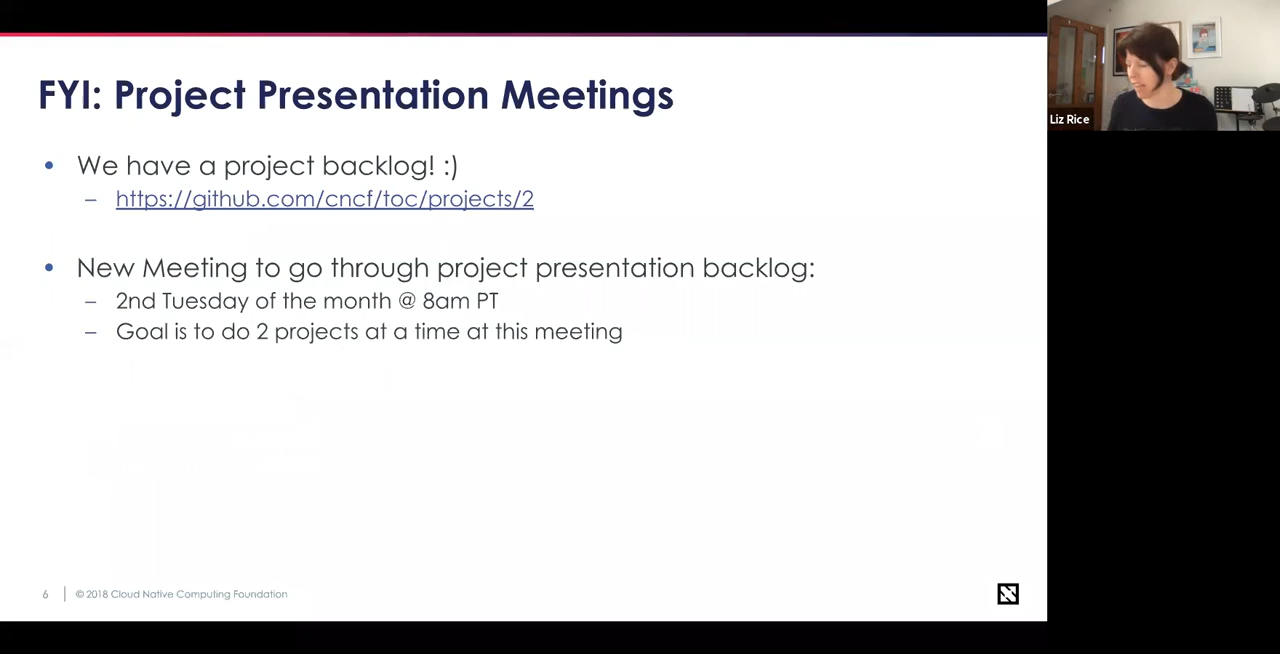 FYI: Project Presentation Meetings
• We have a project backlog! :)
– https://github.com/cncf/toc/projects/2
• New Meeting to go through project presentation backlog:
– 2nd Tuesday of the month @ 8am PT
– Goal is to do 2 projects at a time at this meeting
6 | © 2018 Cloud Native Computing Foundation
Liz Rice